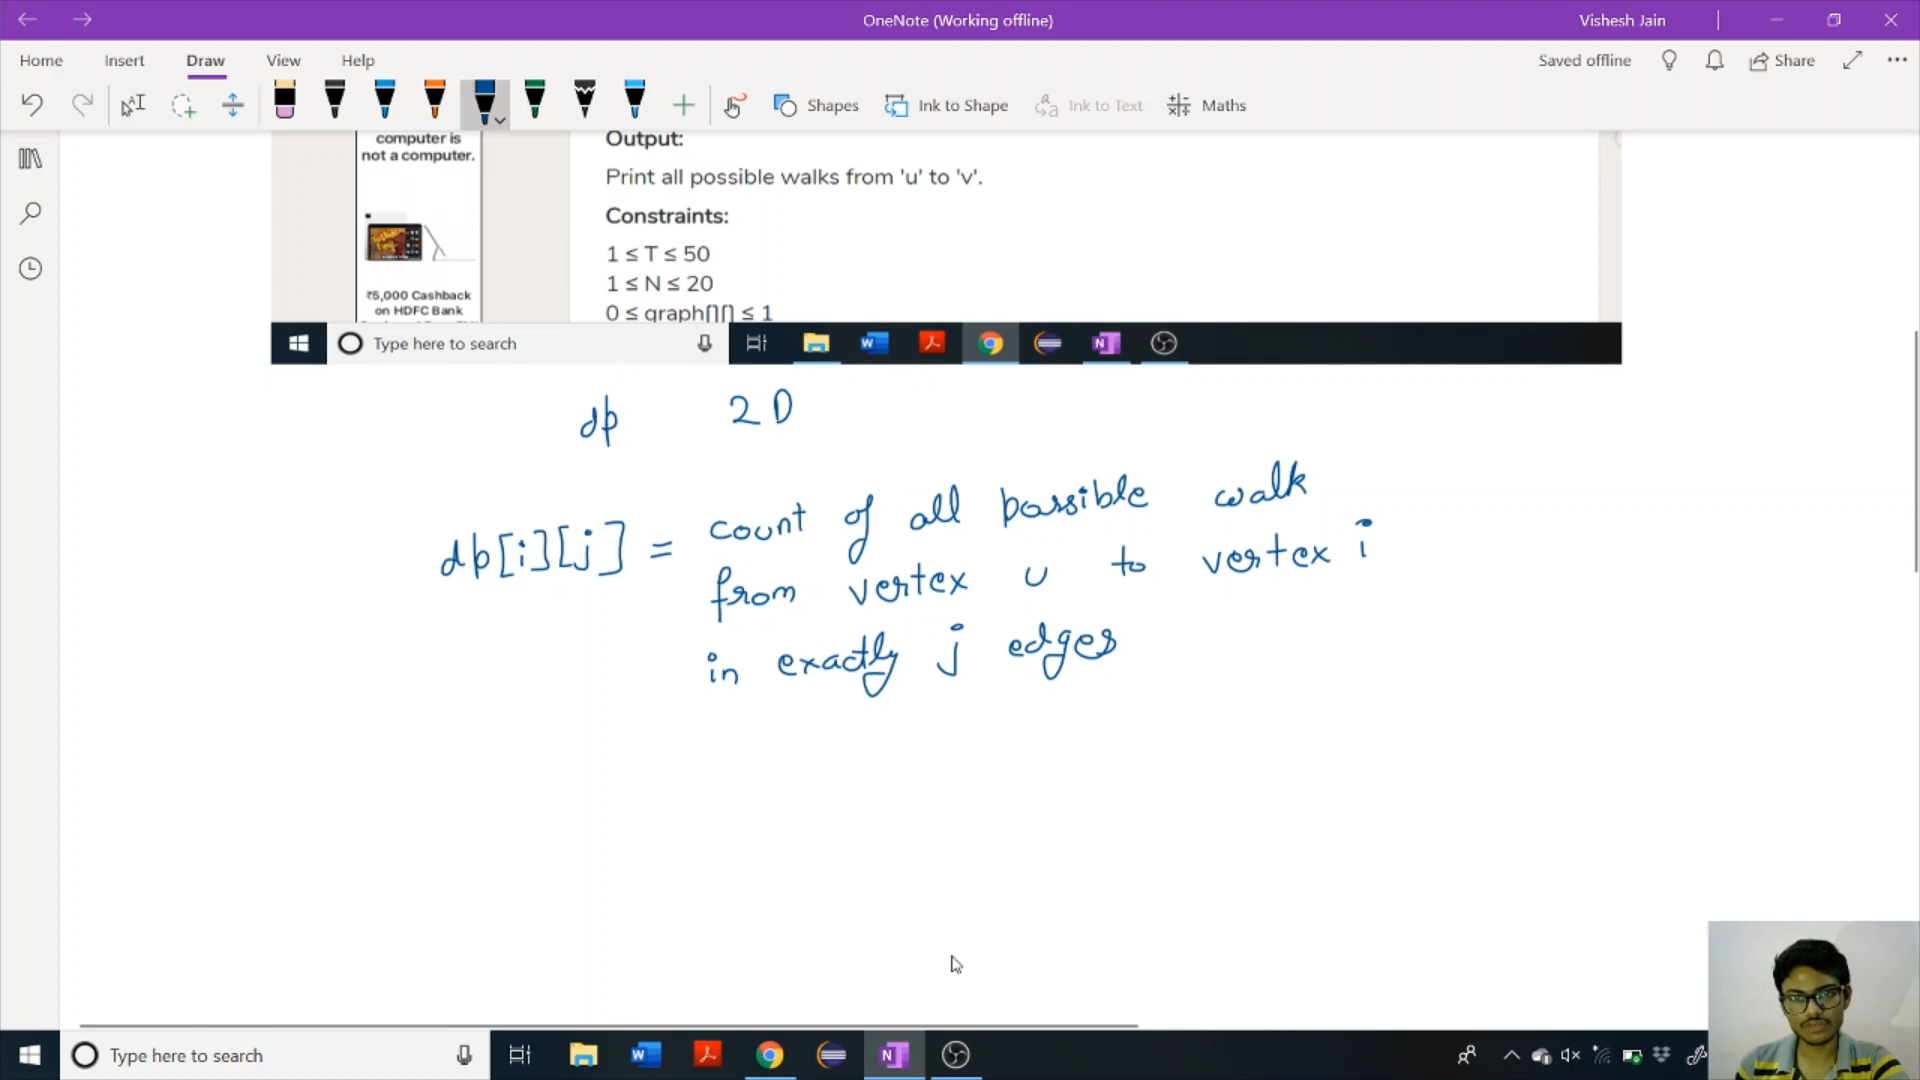 OneNote (Working offline)
Vishesh Jain
Home Insert Draw View Help
Saved offline
Share
Shapes
Ink to Shape
Ink to Text
Maths
computer is
not a computer.
₹5,000 Cashback
on HDFC Bank
Output:
Print all possible walks from 'u' to 'v'.
Constraints:
1 ≤ T ≤ 50
1 ≤ N ≤ 20
0 ≤ graph[][] ≤ 1
Type here to search
dp 2D
dp[i][j] = count of all possible walk
from vertex u to vertex i
in exactly j edges
Type here to search